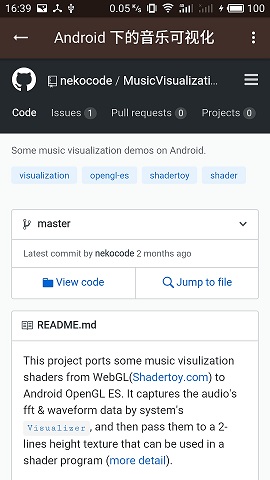 16:39
0.05 K/s
100
Android 下的音乐可视化
nekocode / MusicVisualizati...
Code Issues 1 Pull requests 0 Projects 0
Some music visualization demos on Android.
visualization opengl-es shadertoy shader
master
Latest commit by nekocode 2 months ago
View code Jump to file
README.md
This project ports some music visulization
shaders from WebGL(Shadertoy.com) to
Android OpenGL ES. It captures the audio's
fft & waveform data by system's
Visualizer , and then pass them to a 2-
lines height texture that can be used in a
shader program (more detail).